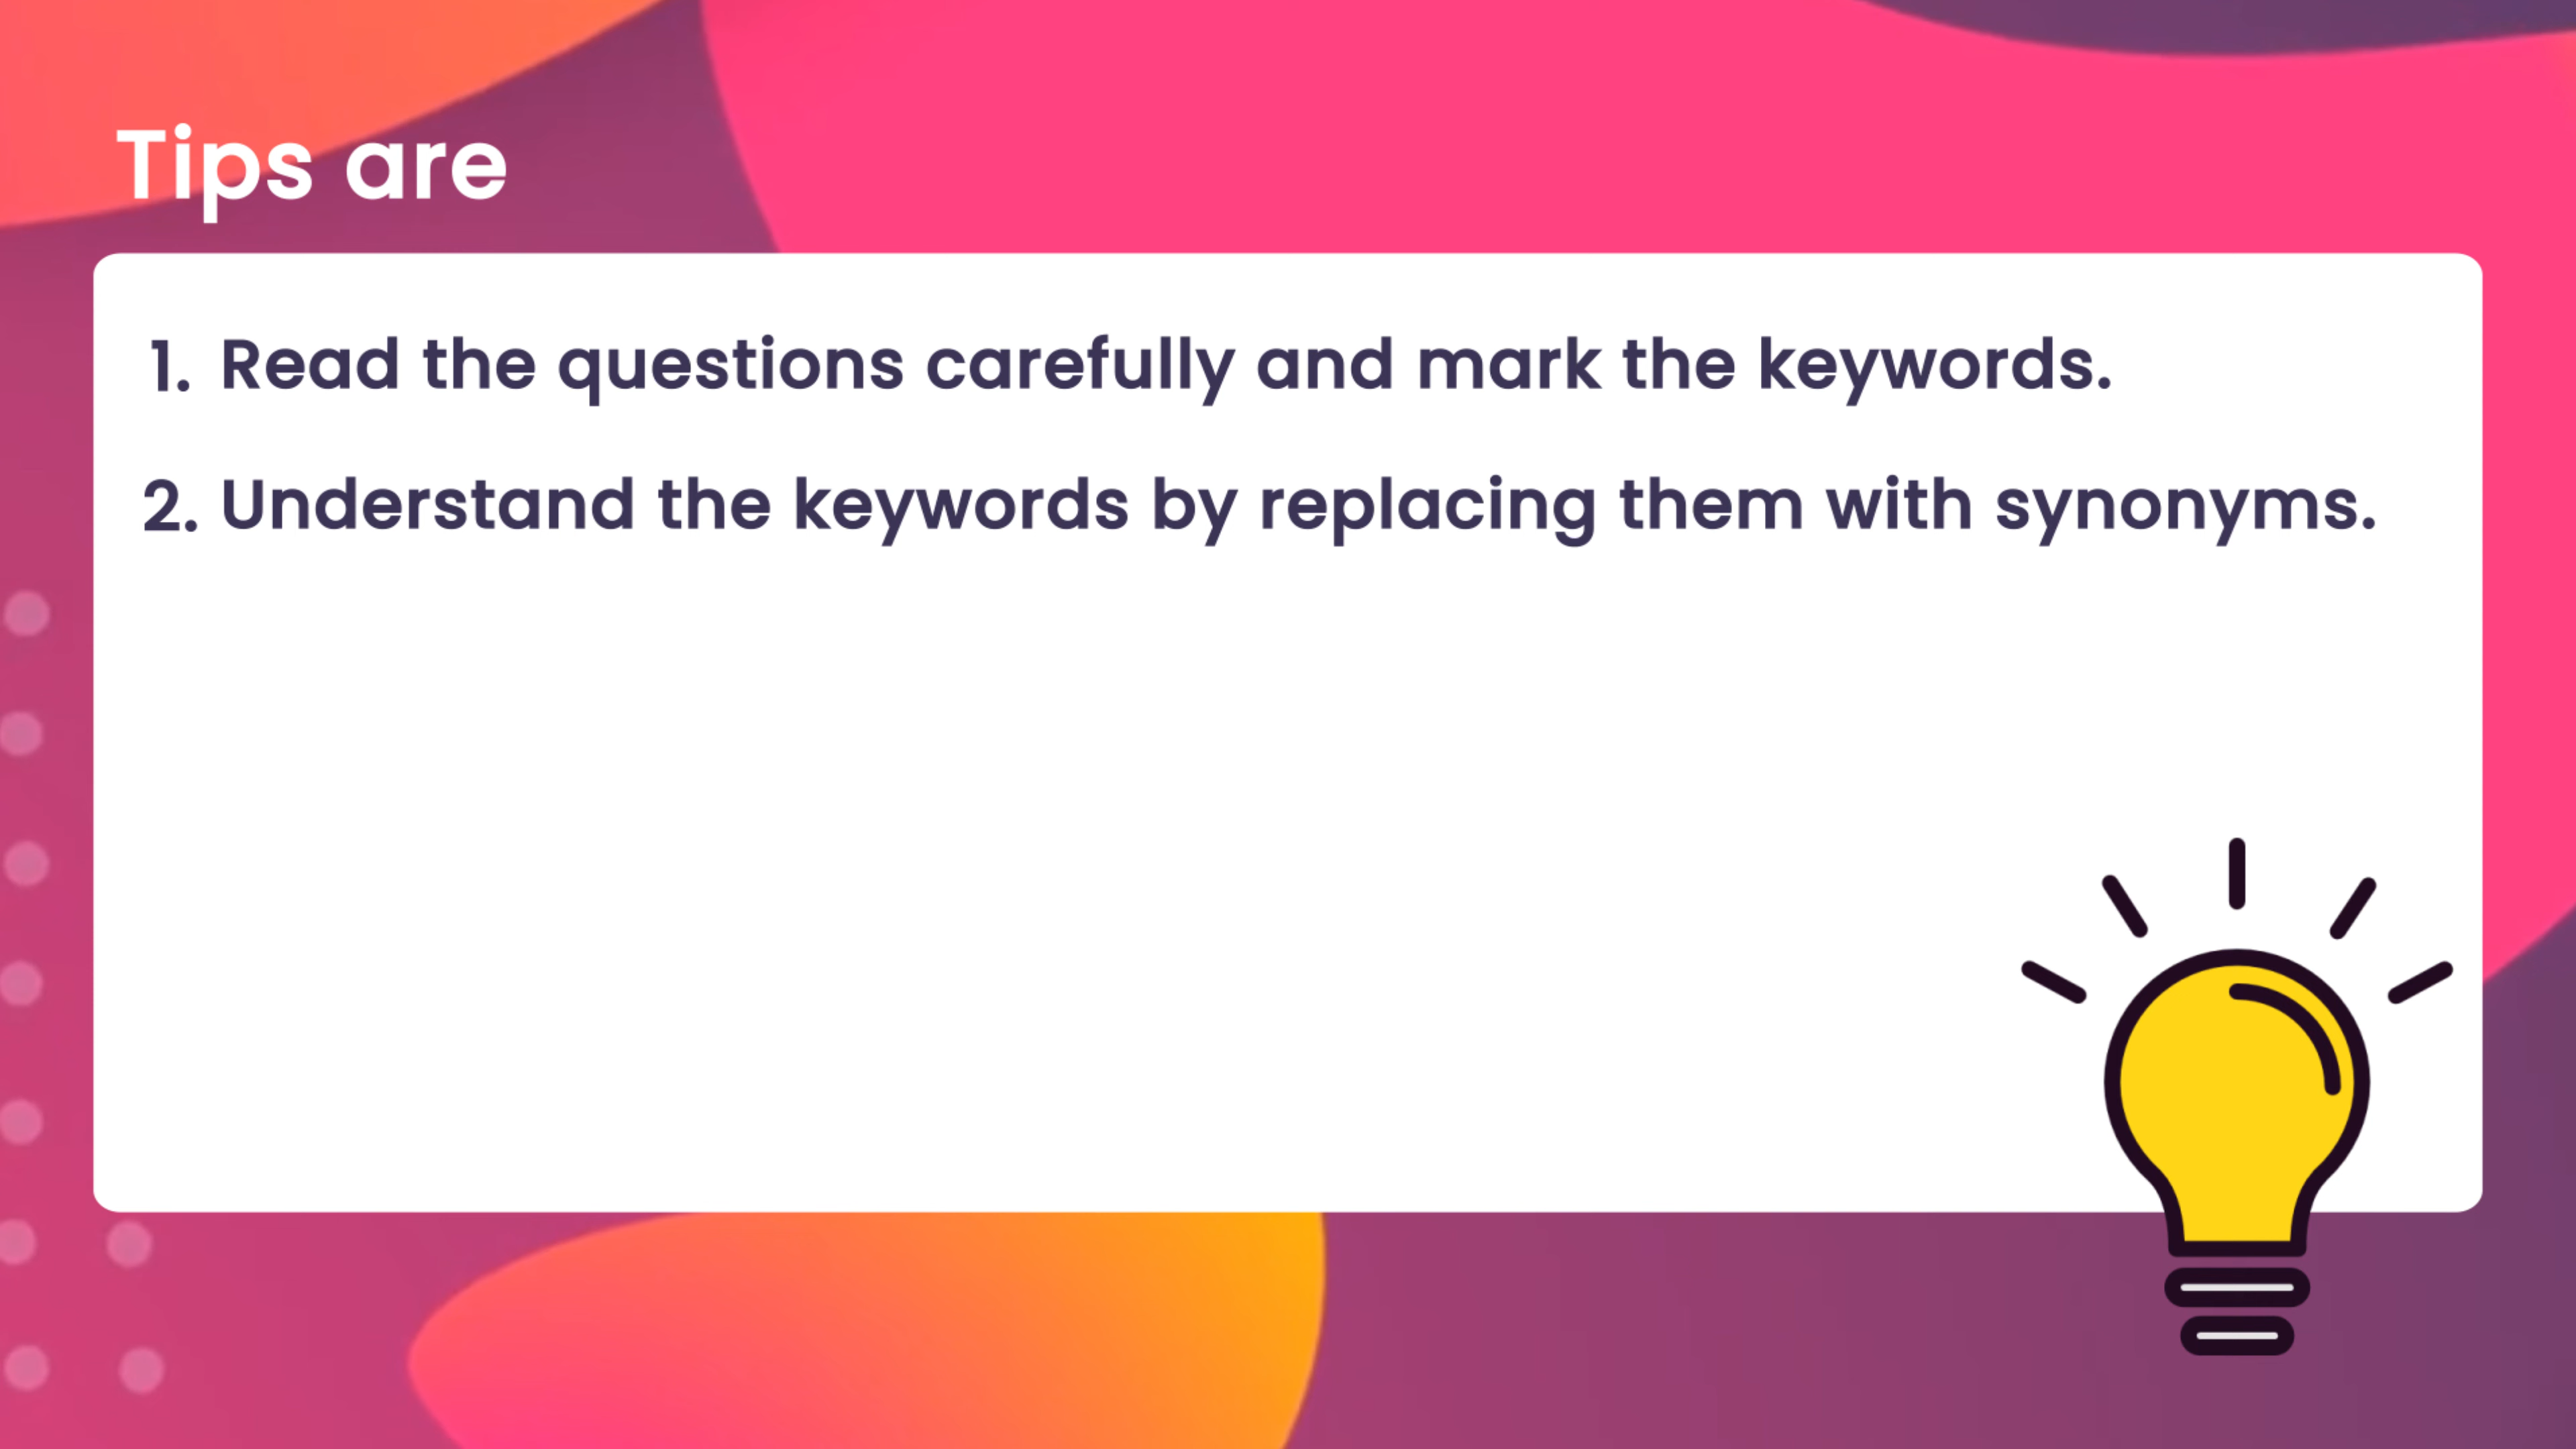 Tips are
1. Read the questions carefully and mark the keywords.
2. Understand the keywords by replacing them with synonyms.